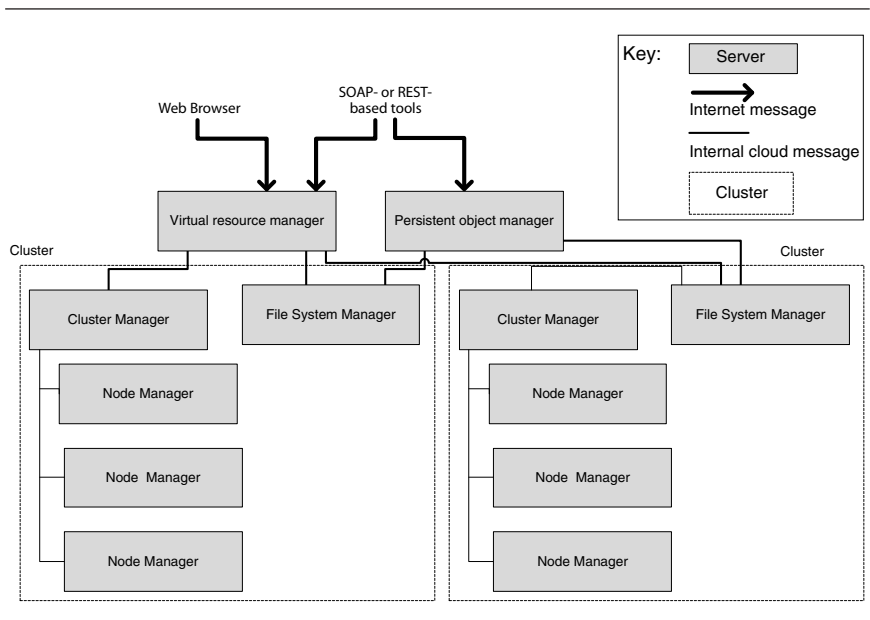 Key:
Server
Internet message
Internal cloud message
Cluster
Web Browser
SOAP- or REST-
based tools
Virtual resource manager
Persistent object manager
Cluster
Cluster
Cluster Manager
File System Manager
Node Manager
Node Manager
Node Manager
Cluster Manager
File System Manager
Node Manager
Node Manager
Node Manager